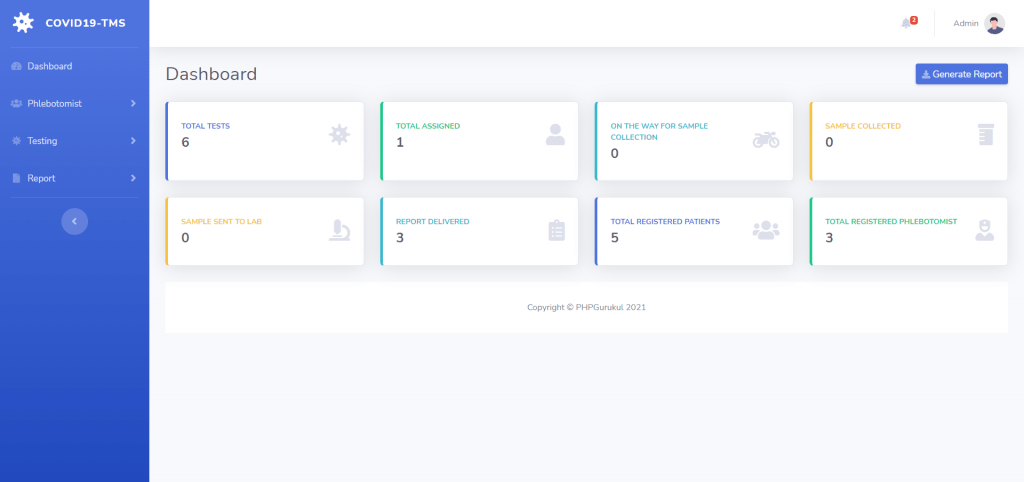 COVID19-TMS
2
Admin
Dashboard
Phlebotomist
Testing
Report
Dashboard
Generate Report
TOTAL TESTS
6
TOTAL ASSIGNED
1
ON THE WAY FOR SAMPLE
COLLECTION
0
SAMPLE COLLECTED
0
SAMPLE SENT TO LAB
0
REPORT DELIVERED
3
TOTAL REGISTERED PATIENTS
5
TOTAL REGISTERED PHLEBOTOMIST
3
Copyright © PHPGurukul 2021